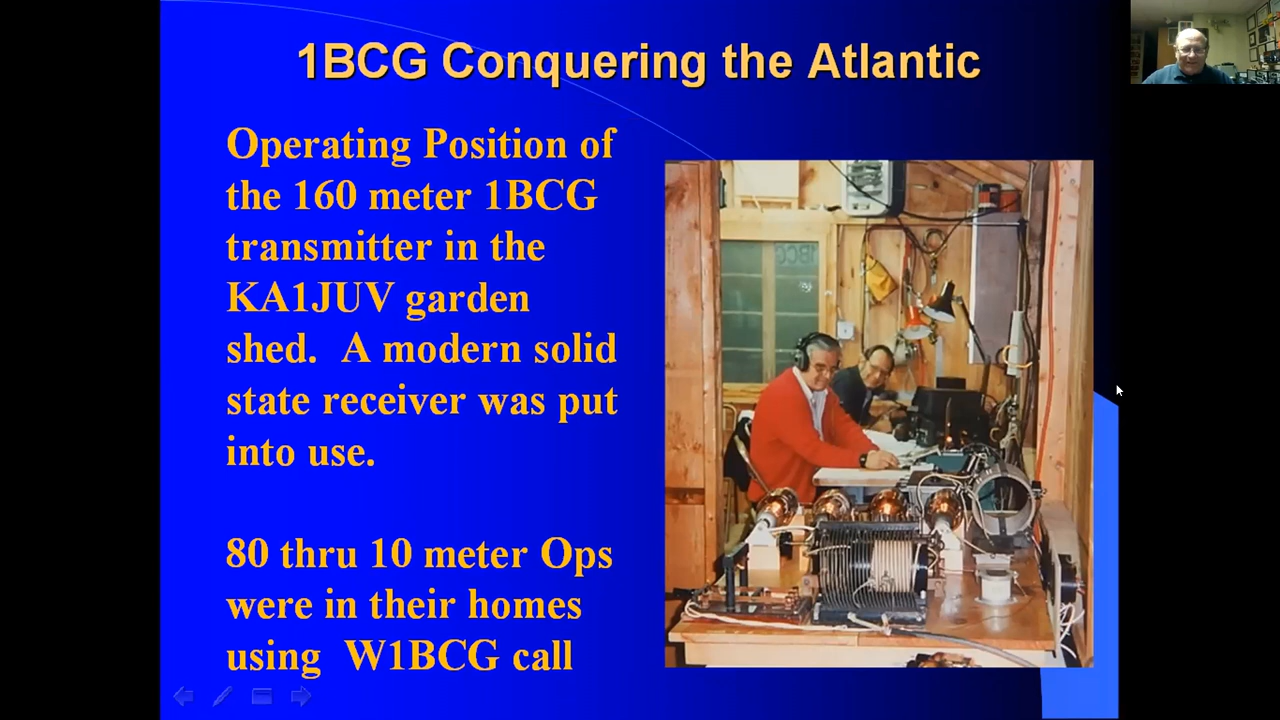 1BCG Conquering the Atlantic
Operating Position of
the 160 meter 1BCG
transmitter in the
KA1JUV garden
shed. A modern solid
state receiver was put
into use.
80 thru 10 meter Ops
were in their homes
using W1BCG call
1BCG